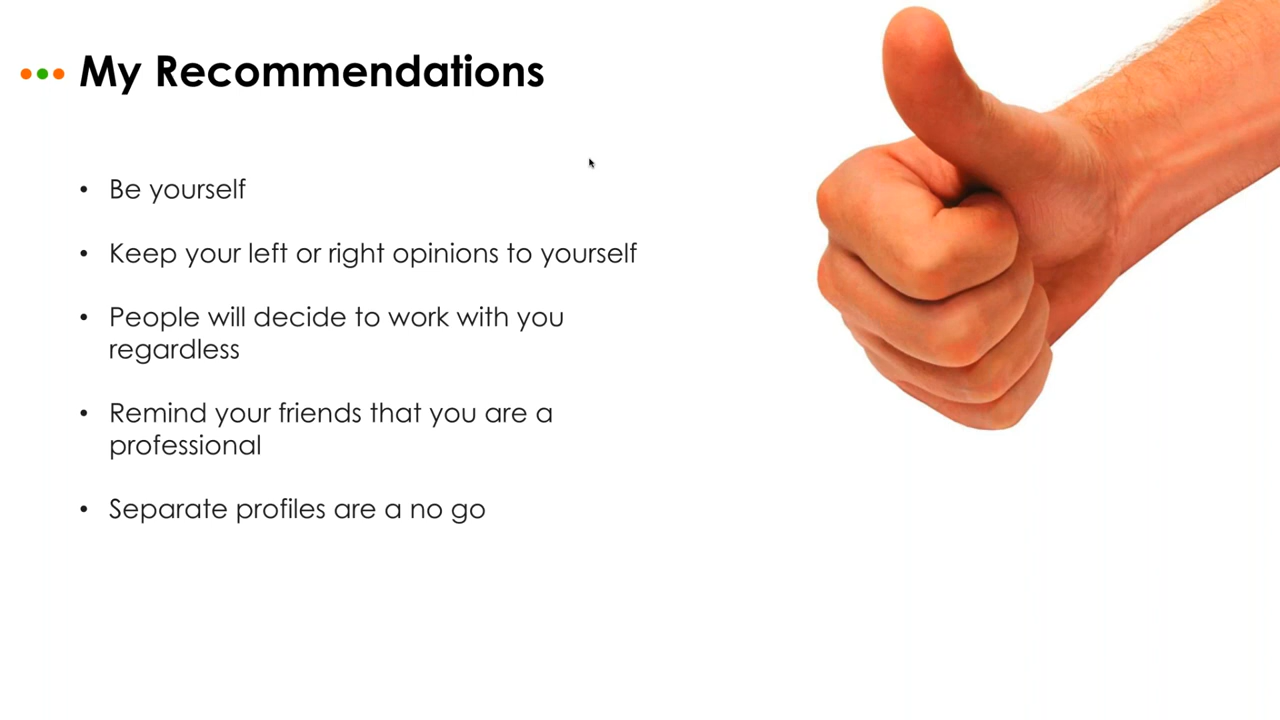 My Recommendations
• Be yourself
• Keep your left or right opinions to yourself
• People will decide to work with you
regardless
• Remind your friends that you are a
professional
• Separate profiles are a no go